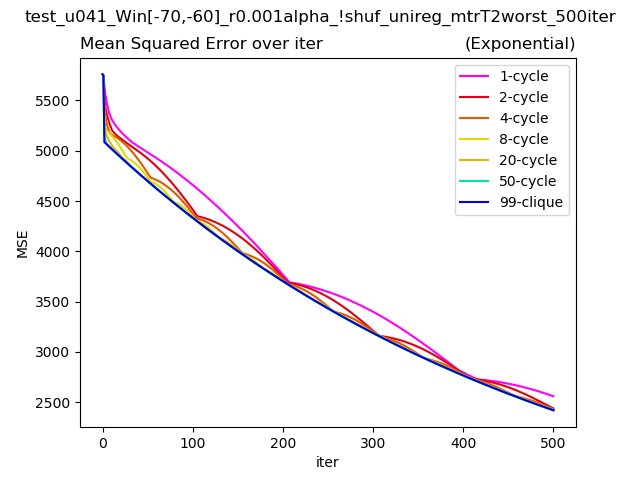 test_u041_Win[-70,-60]_r0.001alpha_!shuf_unireg_mtrT2worst_500iter
Mean Squared Error over iter (Exponential)
1-cycle
2-cycle
4-cycle
8-cycle
20-cycle
50-cycle
99-clique
5500
5000
4500
4000
3500
3000
2500
MSE
0 100 200 300 400 500
iter